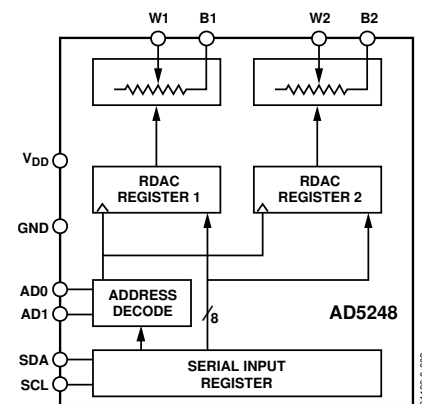 W1 B1 W2 B2
VDD
RDAC
REGISTER 1
RDAC
REGISTER 2
GND
AD0
AD1
ADDRESS
DECODE
8
AD5248
SDA
SCL
SERIAL INPUT
REGISTER